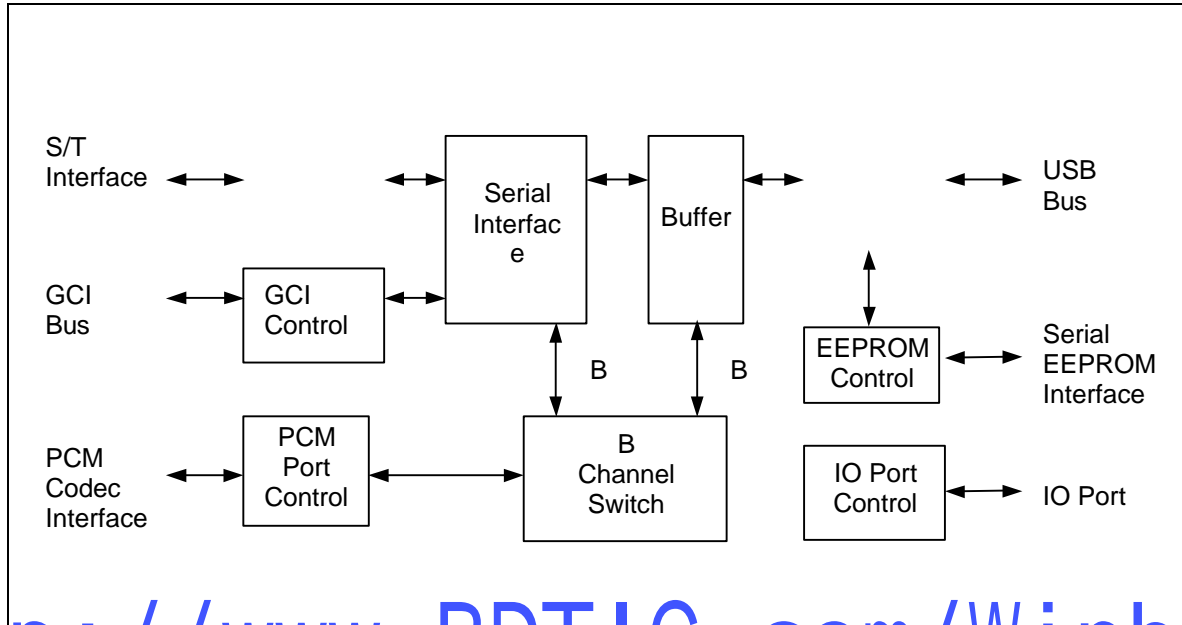 S/T
Interface
Serial
Interfac
e
Buffer
USB
Bus
GCI
Bus
GCI
Control
EEPROM
Control
Serial
EEPROM
Interface
B
B
PCM
Codec
Interface
PCM
Port
Control
B
Channel
Switch
IO Port
Control
IO Port